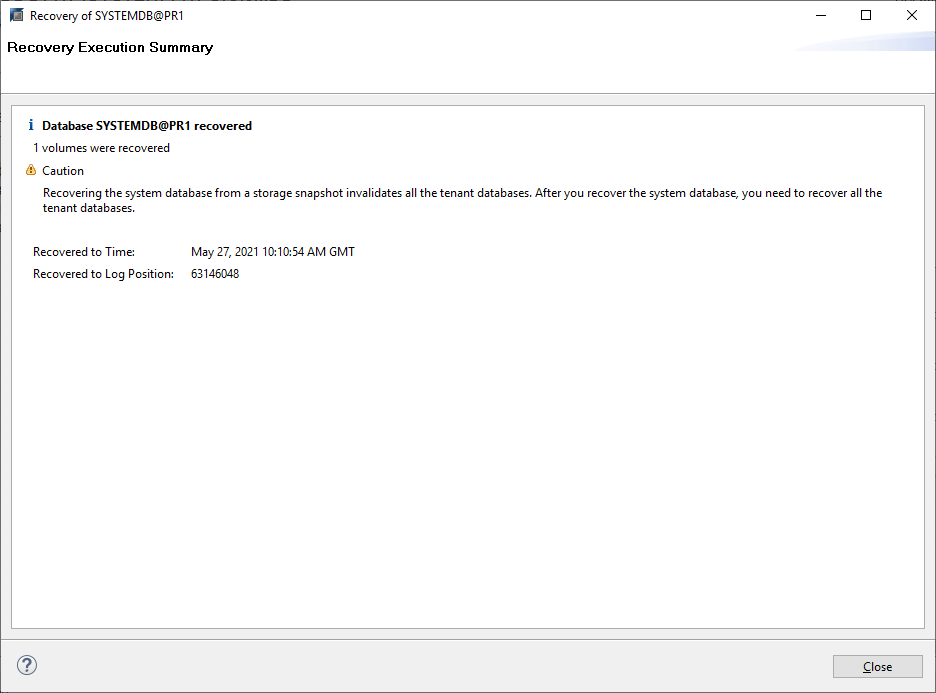 Recovery of SYSTEMDB@PR1
Recovery Execution Summary
Database SYSTEMDB@PR1 recovered
1 volumes were recovered
Caution
Recovering the system database from a storage snapshot invalidates all the tenant databases. After you recover the system database, you need to recover all the
tenant databases.
Recovered to Time: May 27, 2021 10:10:54 AM GMT
Recovered to Log Position: 63146048
Close